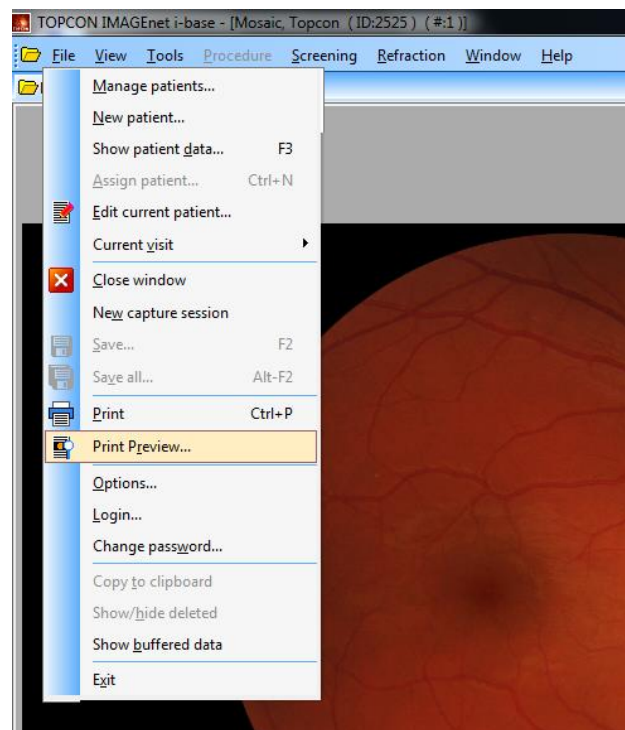 TOPCON IMAGEnet i-base - [Mosaic, Topcon ( ID:2525 ) ( #:1 )]
File View Tools Procedure Screening Refraction Window Help
Manage patients...
New patient...
Show patient data... F3
Assign patient... Ctrl+N
Edit current patient...
Current visit
Close window
New capture session
Save... F2
Save all... Alt-F2
Print Ctrl+P
Print Preview...
Options...
Login...
Change password...
Copy to clipboard
Show/hide deleted
Show buffered data
Exit